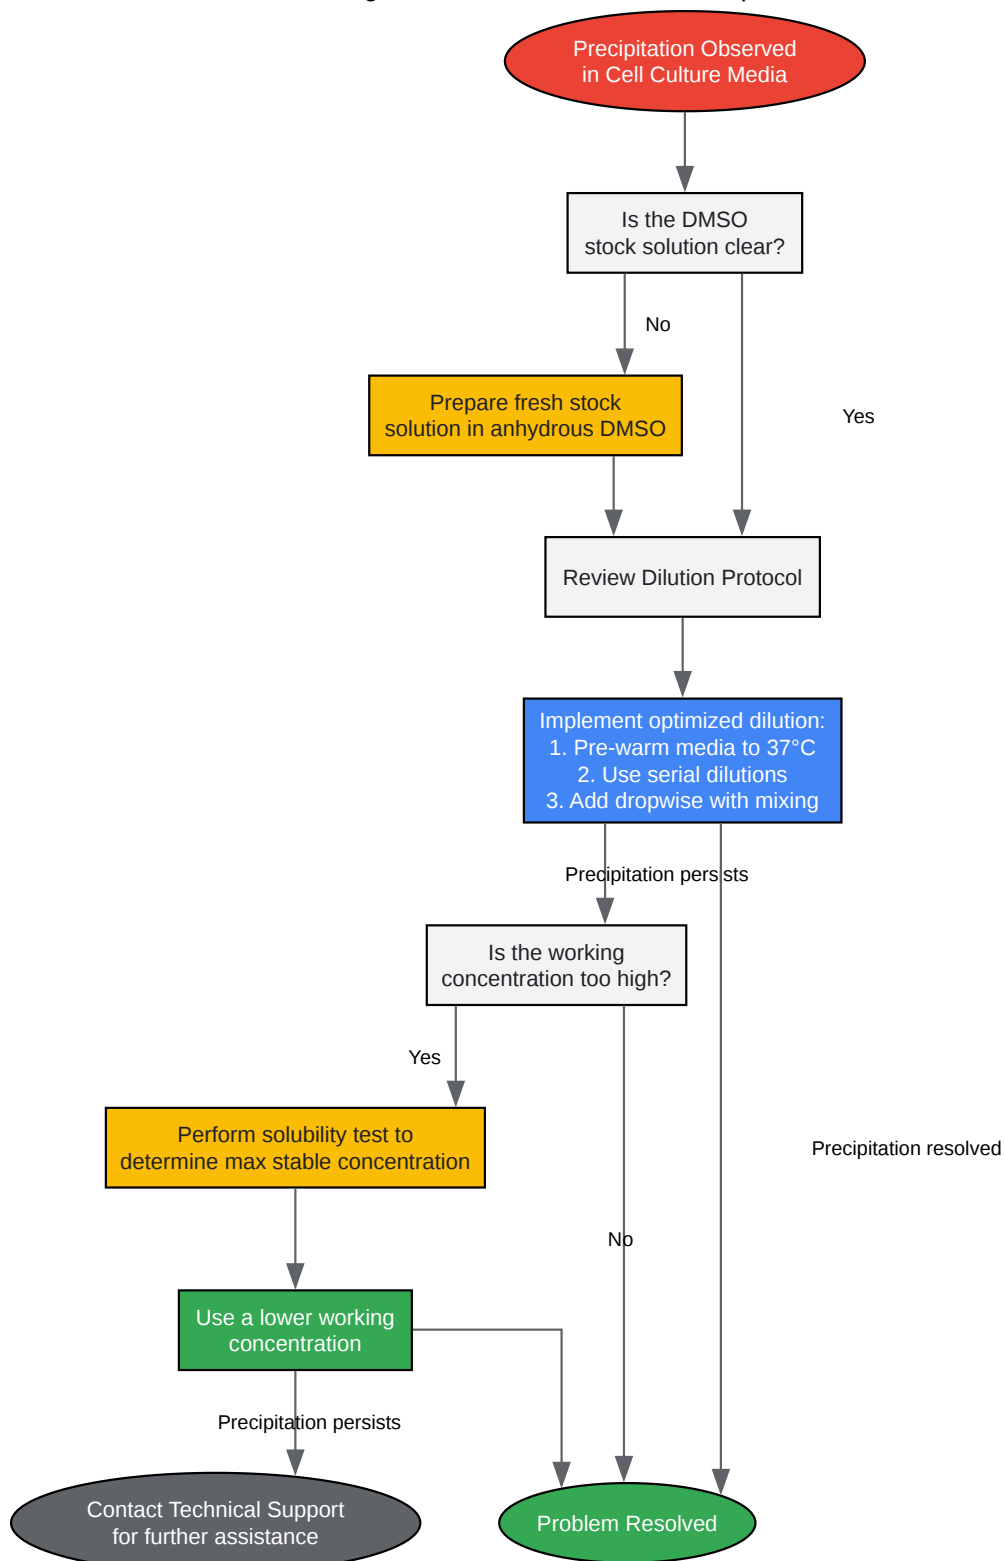 Precipitation Observed
in Cell Culture Media
Is the DMSO
stock solution clear?
No
Prepare fresh stock
solution in anhydrous DMSO
Yes
Review Dilution Protocol
Implement optimized dilution:
1. Pre-warm media to 37°C
2. Use serial dilutions
3. Add dropwise with mixing
Precipitation persists
Is the working
concentration too high?
Yes
Perform solubility test to
determine max stable concentration
Precipitation resolved
No
Use a lower working
concentration
Precipitation persists
Contact Technical Support
for further assistance
Problem Resolved